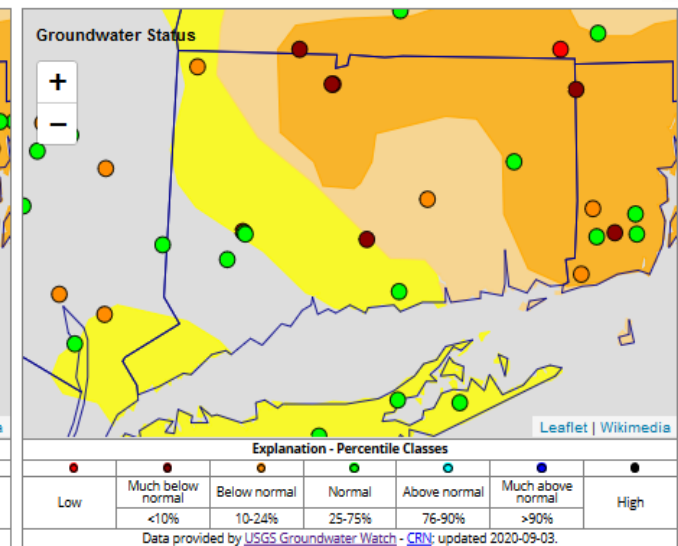 Groundwater Status
+
−
a
Leaflet | Wikimedia
Explanation - Percentile Classes
Low
Much below normal
Below normal
Normal
Above normal
Much above normal
High
<10%
10-24%
25-75%
76-90%
>90%
Data provided by USGS Groundwater Watch - CRN; updated 2020-09-03.